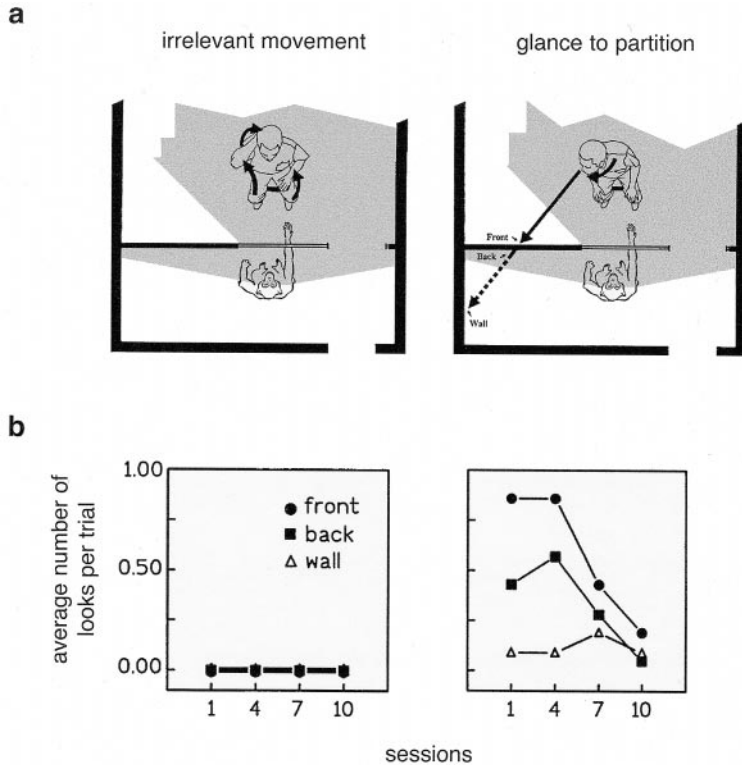 a
irrelevant movement
glance to partition
Front
Back
Wall
b
average number of
looks per trial
1.00
0.50
0.00
front
back
wall
1
4
7
10
1
4
7
10
sessions